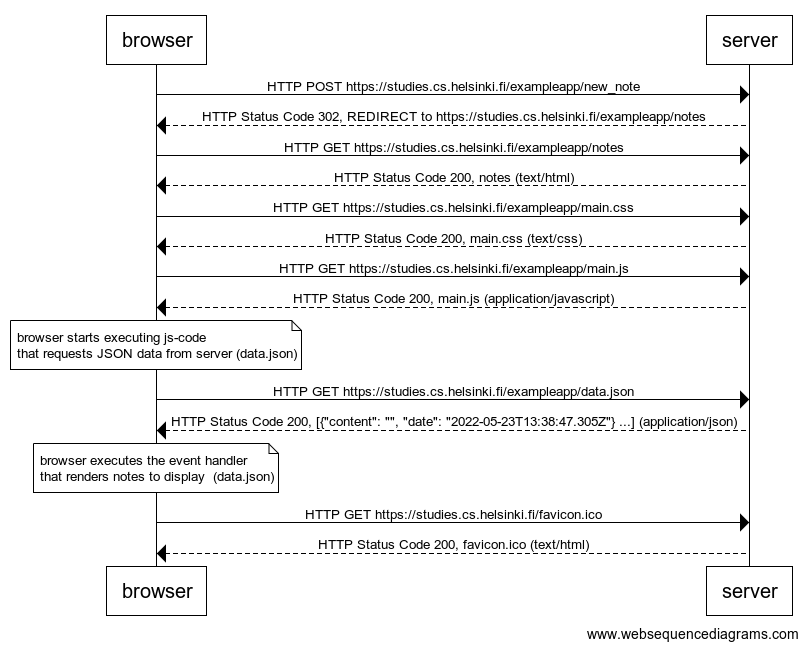 browser
server
HTTP POST https://studies.cs.helsinki.fi/exampleapp/new_note
HTTP Status Code 302, REDIRECT to https://studies.cs.helsinki.fi/exampleapp/notes
HTTP GET https://studies.cs.helsinki.fi/exampleapp/notes
HTTP Status Code 200, notes (text/html)
HTTP GET https://studies.cs.helsinki.fi/exampleapp/main.css
HTTP Status Code 200, main.css (text/css)
HTTP GET https://studies.cs.helsinki.fi/exampleapp/main.js
HTTP Status Code 200, main.js (application/javascript)
browser starts executing js-code
that requests JSON data from server (data.json)
HTTP GET https://studies.cs.helsinki.fi/exampleapp/data.json
HTTP Status Code 200, [{"content": "", "date": "2022-05-23T13:38:47.305Z"} ...] (application/json)
browser executes the event handler
that renders notes to display  (data.json)
HTTP GET https://studies.cs.helsinki.fi/favicon.ico
HTTP Status Code 200, favicon.ico (text/html)
browser
server
www.websequencediagrams.com